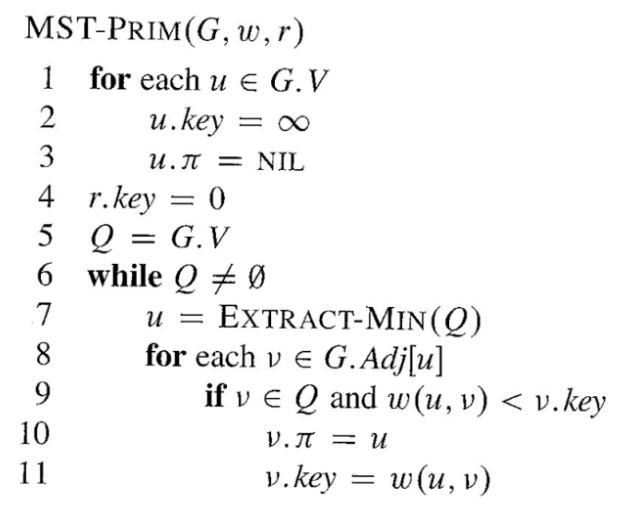 MST-PRIM(G, w, r)
1 for each u ∈ G.V
2 u.key = ∞
3 u.π = NIL
4 r.key = 0
5 Q = G.V
6 while Q ≠ ∅
7 u = EXTRACT-MIN(Q)
8 for each v ∈ G.Adj[u]
9 if v ∈ Q and w(u, v) < v.key
10 v.π = u
11 v.key = w(u, v)